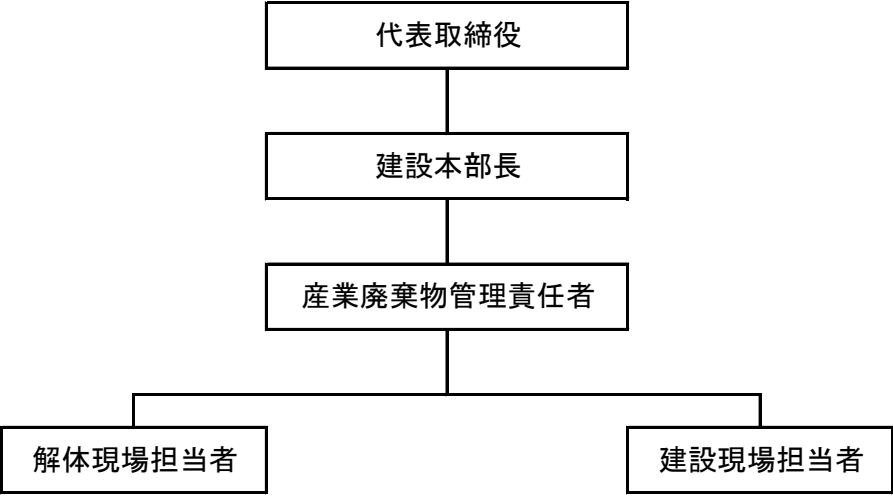 代表取締役
建設本部長
産業廃棄物管理責任者
解体現場担当者
建設現場担当者